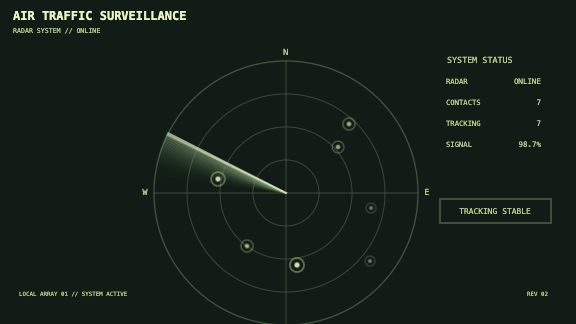 AIR TRAFFIC SURVEILLANCE
RADAR SYSTEM // ONLINE
N
W
E
SYSTEM STATUS
RADAR ONLINE
CONTACTS 7
TRACKING 7
SIGNAL 98.7%
TRACKING STABLE
LOCAL ARRAY 01 // SYSTEM ACTIVE
REV 02